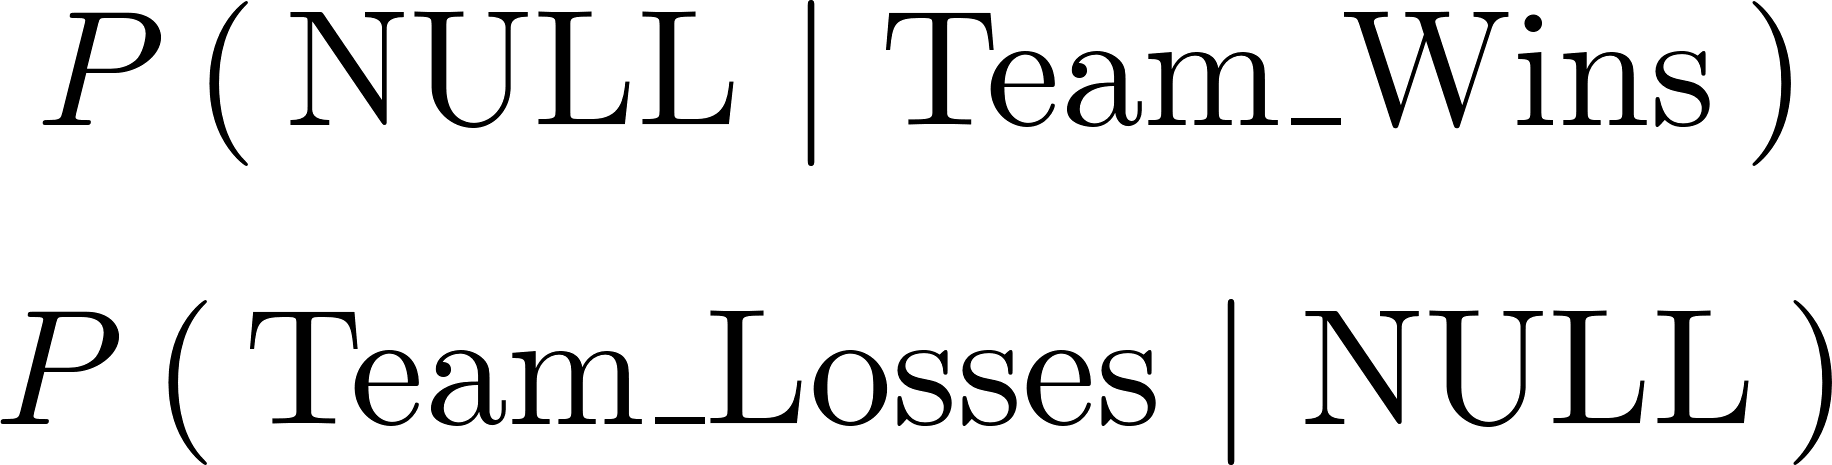 P ( NULL | Team_Wins )
P ( Team_Losses | NULL )